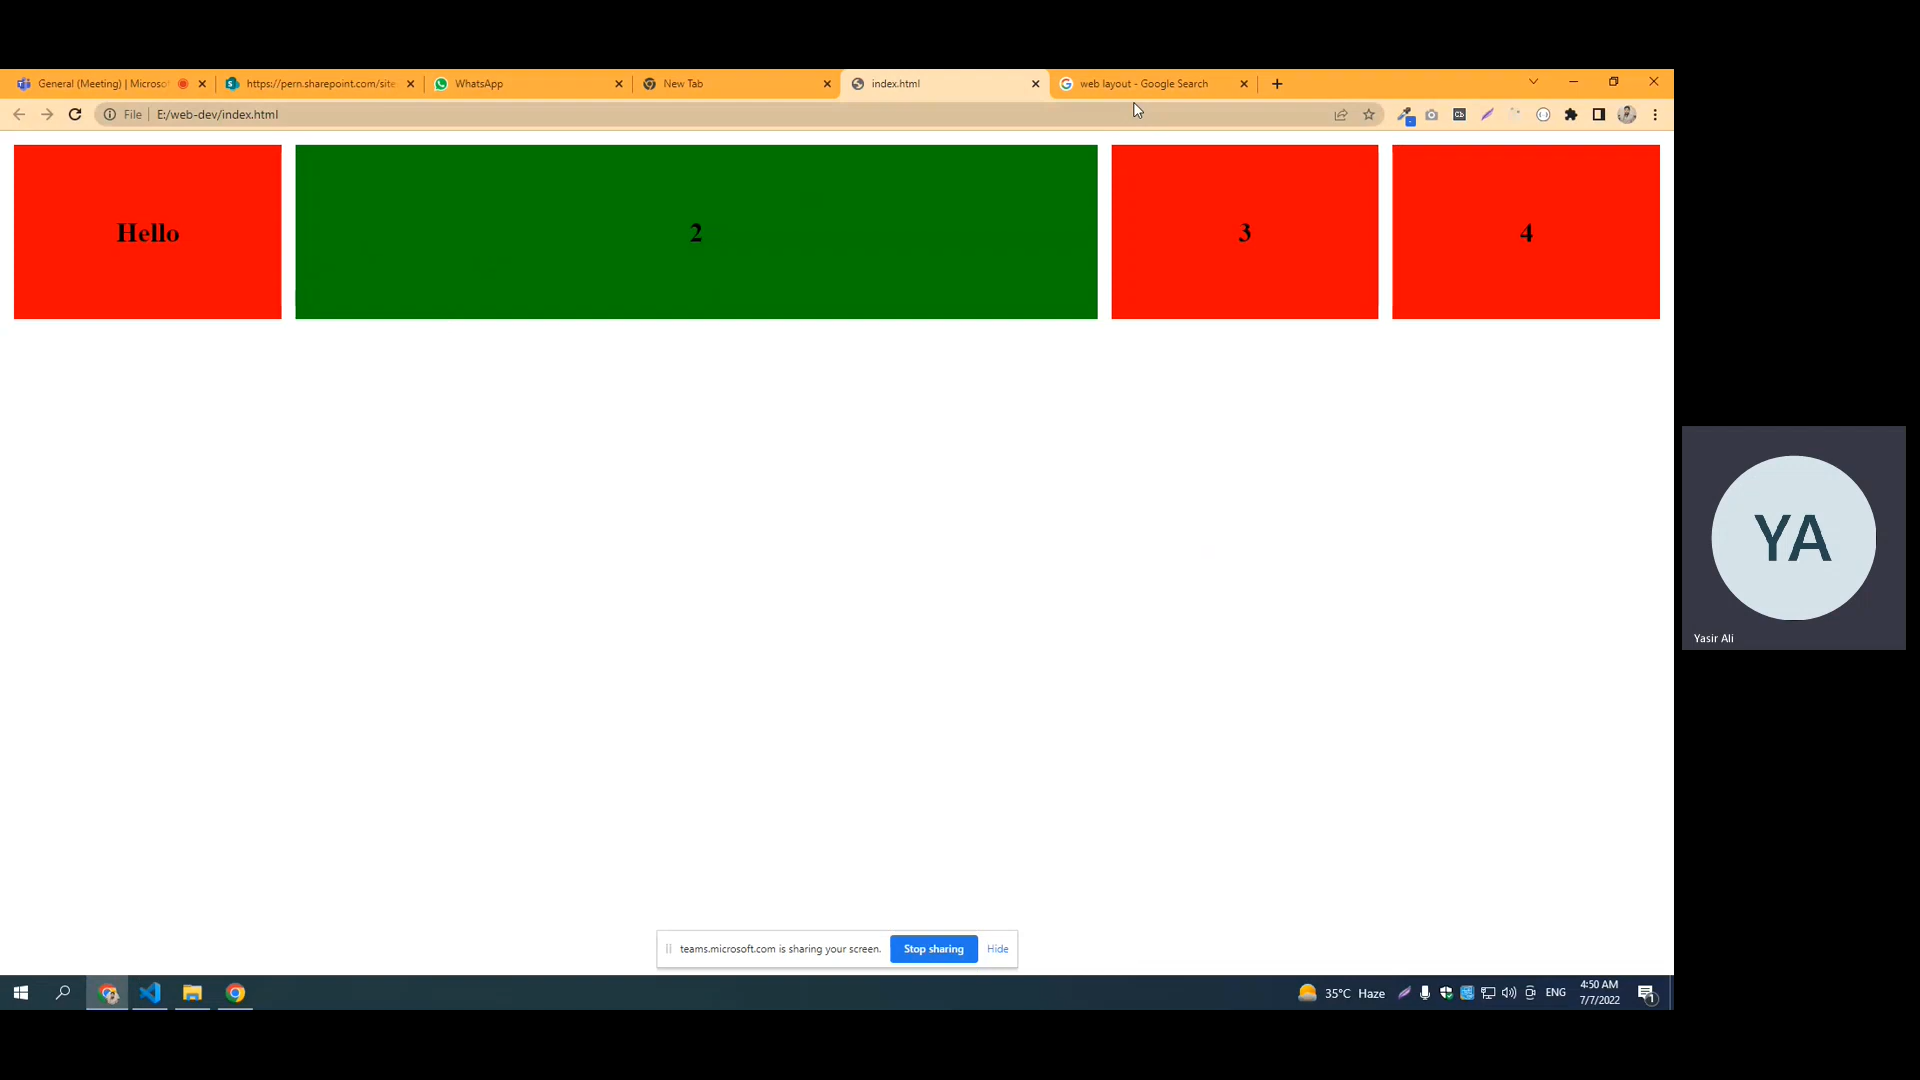 General (Meeting) | Microso
https://pern.sharepoint.com/site
WhatsApp
New Tab
index.html
web layout - Google Search
File
E:/web-dev/index.html
Hello
2
3
4
YA
Yasir Ali
teams.microsoft.com is sharing your screen.
Stop sharing
Hide
35°C Haze
ENG
4:50 AM
7/7/2022